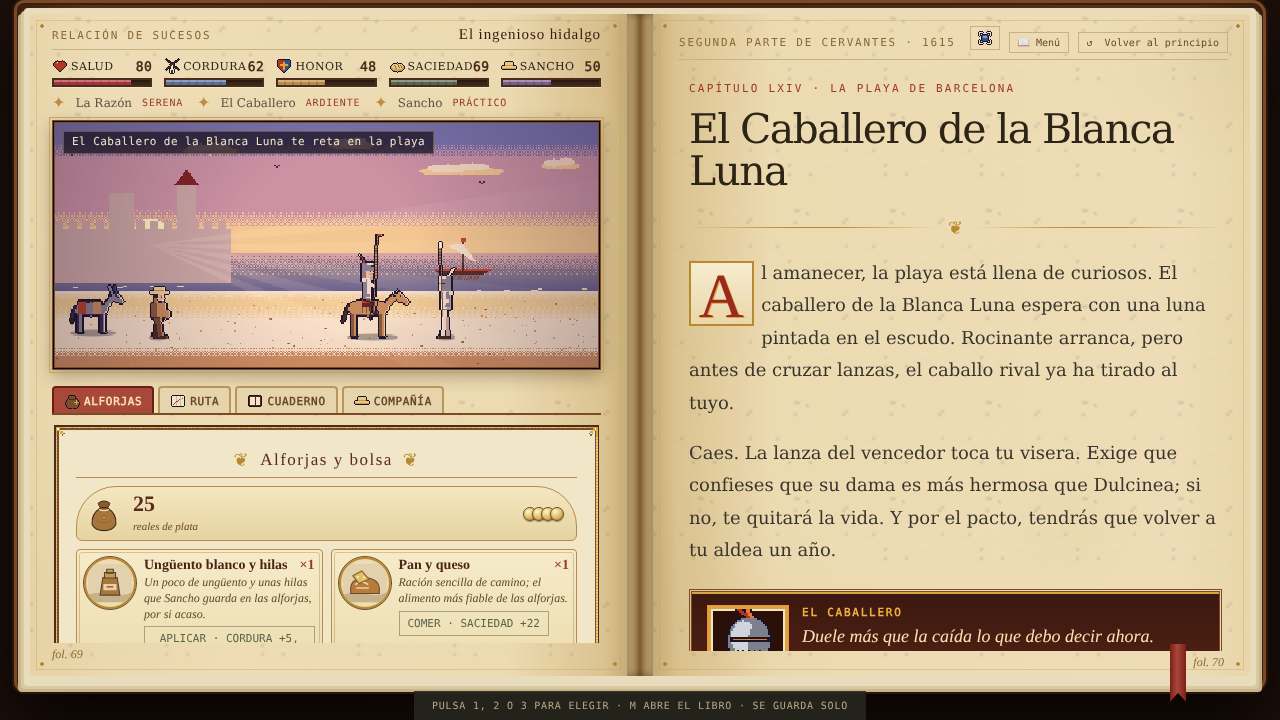 RELACIÓN DE SUCESOS
El ingenioso hidalgo
SALUD 80
CORDURA 62
HONOR 48
SACIEDAD 69
SANCHO 50
La Razón SERENA
El Caballero ARDIENTE
Sancho PRÁCTICO
El Caballero de la Blanca Luna te reta en la playa
ALFORJAS
RUTA
CUADERNO
COMPAÑÍA
Alforjas y bolsa
25
reales de plata
Ungüento blanco y hilas ×1
Un poco de ungüento y unas hilas
que Sancho guarda en las alforjas,
por si acaso.
APLICAR · CORDURA +5,
Pan y queso ×1
Ración sencilla de camino; el
alimento más fiable de las alforjas.
COMER · SACIEDAD +22
fol. 69
SEGUNDA PARTE DE CERVANTES · 1615
Menú
↺ Volver al principio
CAPÍTULO LXIV · LA PLAYA DE BARCELONA
El Caballero de la Blanca
Luna
Al amanecer, la playa está llena de curiosos. El
caballero de la Blanca Luna espera con una luna
pintada en el escudo. Rocinante arranca, pero
antes de cruzar lanzas, el caballo rival ya ha tirado al
tuyo.
Caes. La lanza del vencedor toca tu visera. Exige que
confieses que su dama es más hermosa que Dulcinea; si
no, te quitará la vida. Y por el pacto, tendrás que volver a
tu aldea un año.
EL CABALLERO
Duele más que la caída lo que debo decir ahora.
fol. 70
PULSA 1, 2 O 3 PARA ELEGIR · M ABRE EL LIBRO · SE GUARDA SOLO